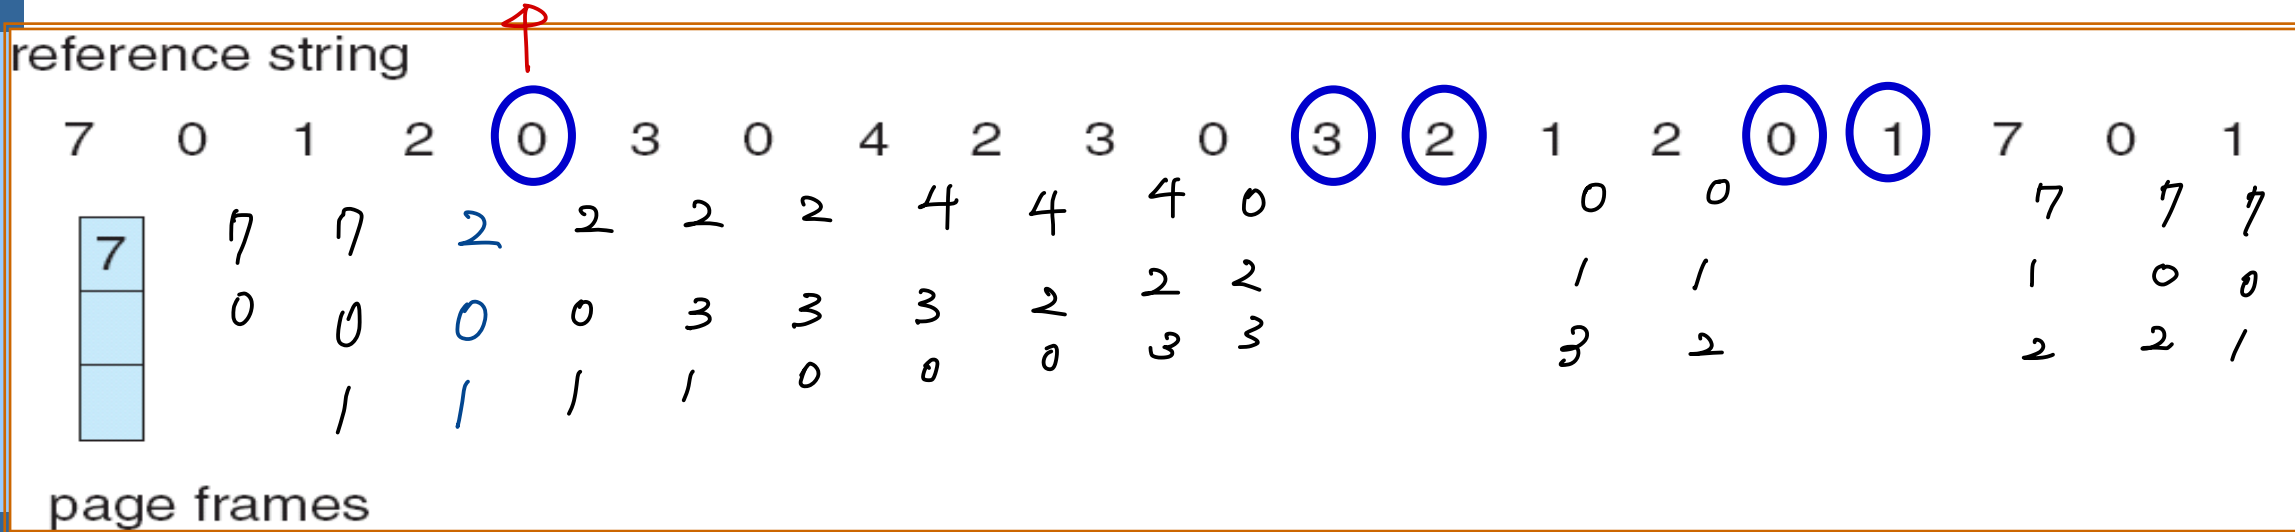 reference string
7 0 1 2 0 3 0 4 2 3 0 3 2 1 2 0 1 7 0 1
7 7 7 2 2 2 2 4 4 4 0 0 0 7 7 7
0 0 0 0 3 3 3 2 2 2 1 1 1 0 0
1 1 1 1 0 0 0 3 3 3 2 2 2 1
page frames